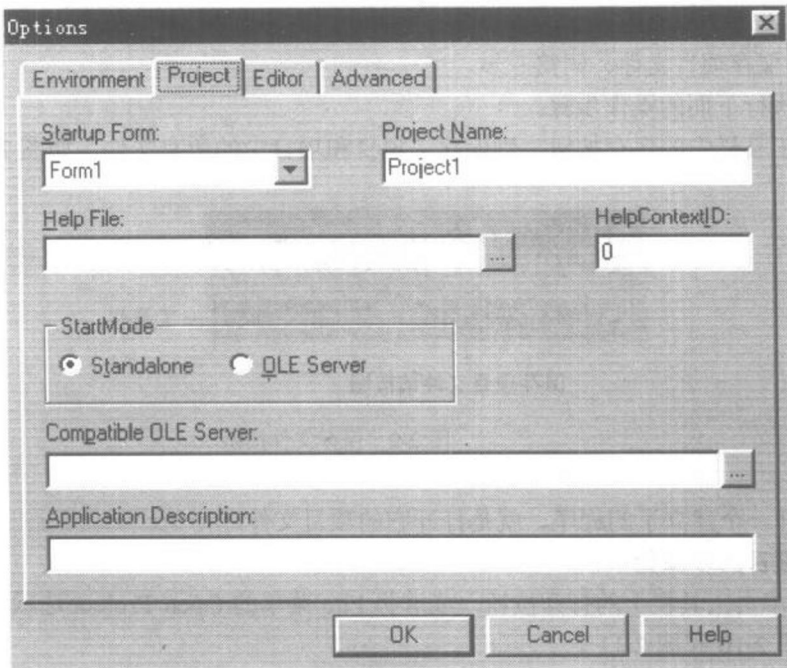 Options
Environment Project Editor Advanced
Startup Form: Project Name:
Form1 Project1
Help File: HelpContextID:
... 0
StartMode
Standalone OLE Server
Compatible OLE Server:
...
Application Description:
OK Cancel Help